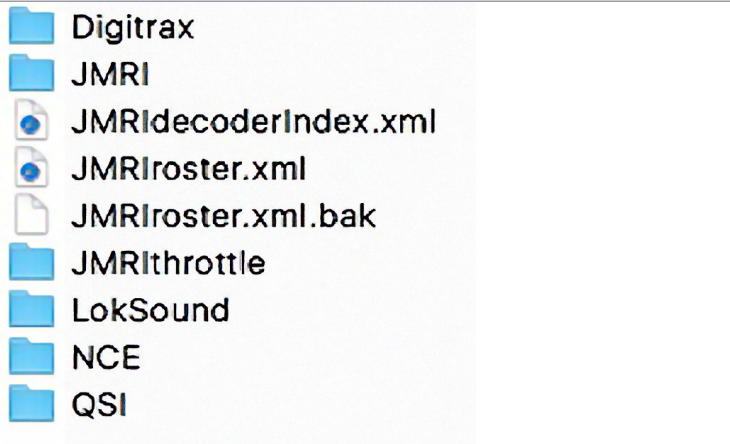 Digitrax
JMRI
JMRIdecoderIndex.xml
JMRIroster.xml
JMRIroster.xml.bak
JMRIthrottle
LokSound
NCE
QSI